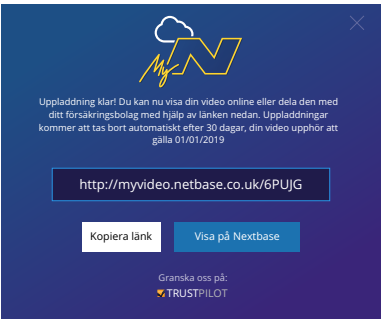 My N
Uppladdning klar! Du kan nu visa din video online eller dela den med
ditt försäkringsbolag med hjälp av länken nedan. Uppladdningar
kommer att tas bort automatiskt efter 30 dagar, din video upphör att
gälla 01/01/2019
http://myvideo.netbase.co.uk/6PUJG
Kopiera länk
Visa på Nextbase
Granska oss på:
TRUSTPILOT